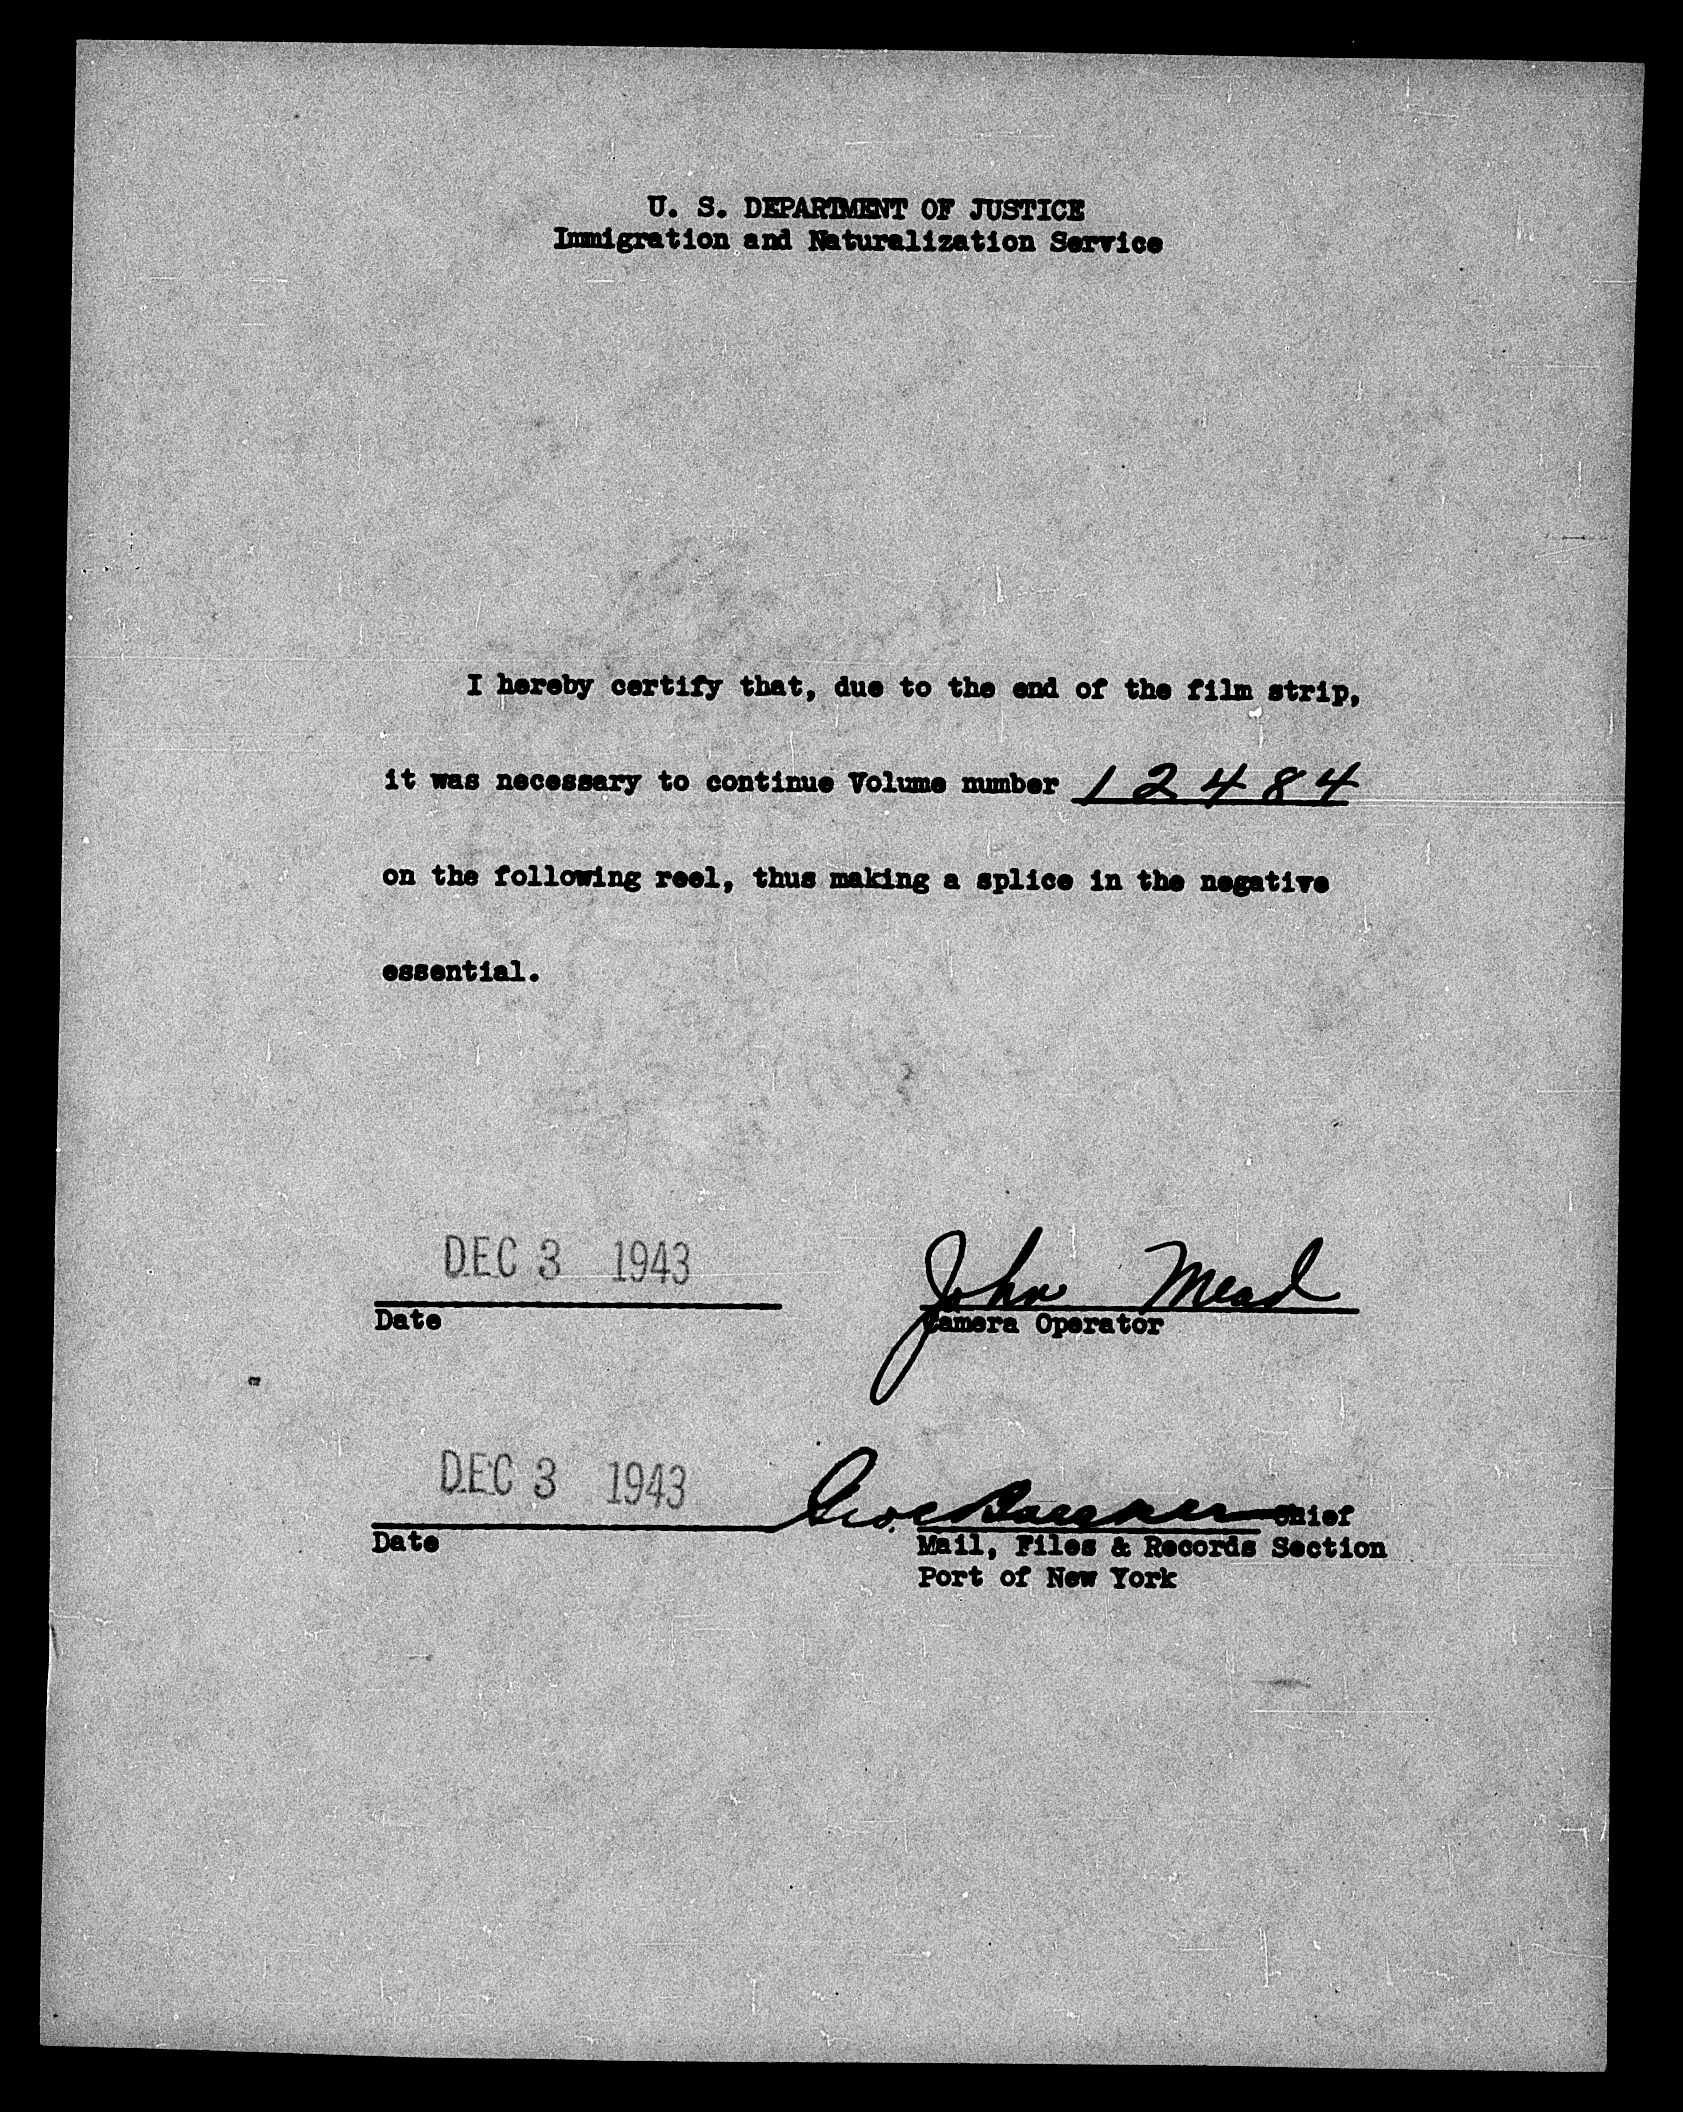 U. S. DEPARTMENT OF JUSTICE
Immigration and Naturalization Service
I hereby certify that, due to the end of the film strip,
it was necessary to continue Volume number 12484
on the following reel, thus making a splice in the negative
essential.
DEC 3 1943 John Mead
Date Camera Operator
DEC 3 1943 Chief
Date Mail, Files & Records Section
Port of New York